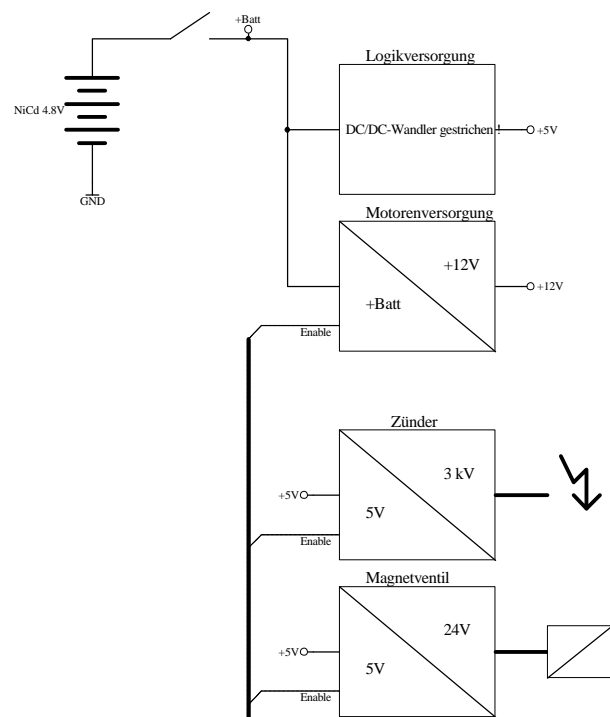 +Batt
Logikversorgung
NiCd 4.8V
DC/DC-Wandler gestrichen !
+5V
GND
Motorenversorgung
+12V
+12V
+Batt
Enable
Zünder
3 kV
+5V
5V
Enable
Magnetventil
24V
+5V
5V
Enable